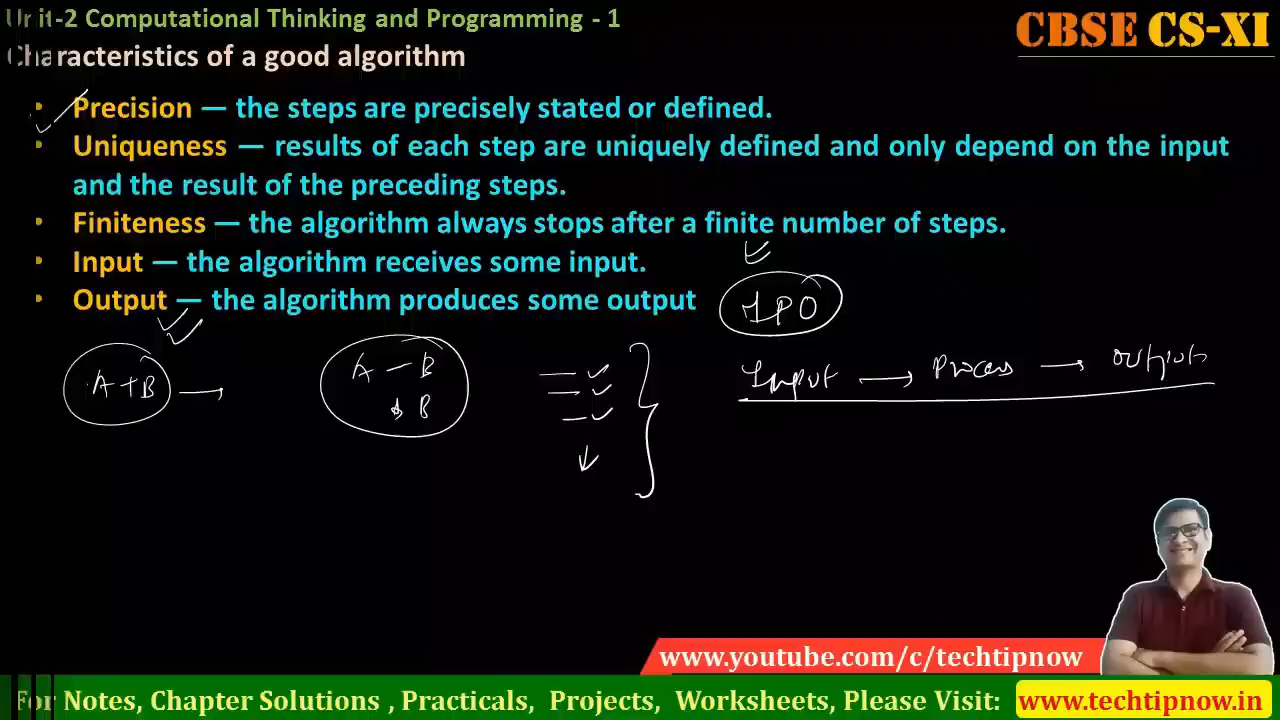 Unit-2 Computational Thinking and Programming - 1
CBSE CS-XI
Characteristics of a good algorithm
• Precision — the steps are precisely stated or defined.
• Uniqueness — results of each step are uniquely defined and only depend on the input
and the result of the preceding steps.
• Finiteness — the algorithm always stops after a finite number of steps.
• Input — the algorithm receives some input.
• Output — the algorithm produces some output
IPO
A+B →
A - B
B
Input → Process → Output
www.youtube.com/c/techtipnow
For Notes, Chapter Solutions , Practicals, Projects, Worksheets, Please Visit: www.techtipnow.in